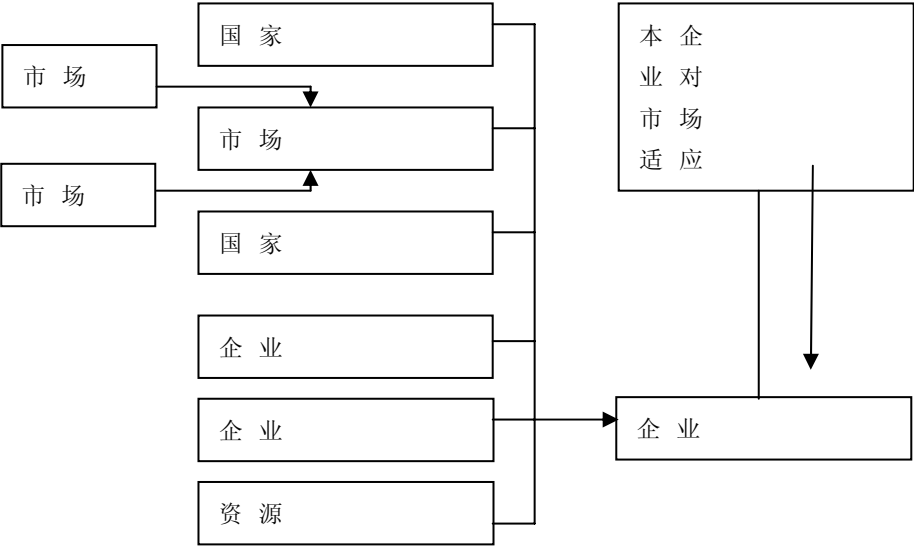 国 家
市 场
市 场
市 场
国 家
企 业
企 业
资 源
本 企
业 对
市 场
适 应
企 业